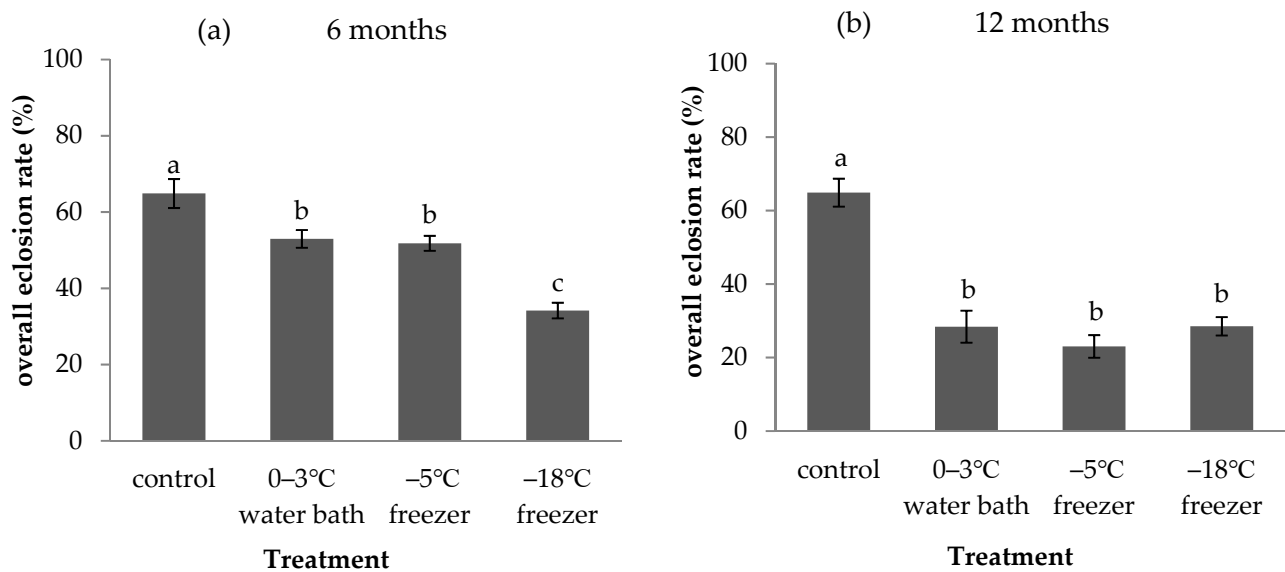 (a) 6 months
overall eclosion rate (%)
100
80
60
40
20
0
a
b
b
c
control
0–3°C water bath
–5°C freezer
–18°C freezer
Treatment
(b) 12 months
overall eclosion rate (%)
100
80
60
40
20
0
a
b
b
b
control
0–3°C water bath
–5°C freezer
–18°C freezer
Treatment